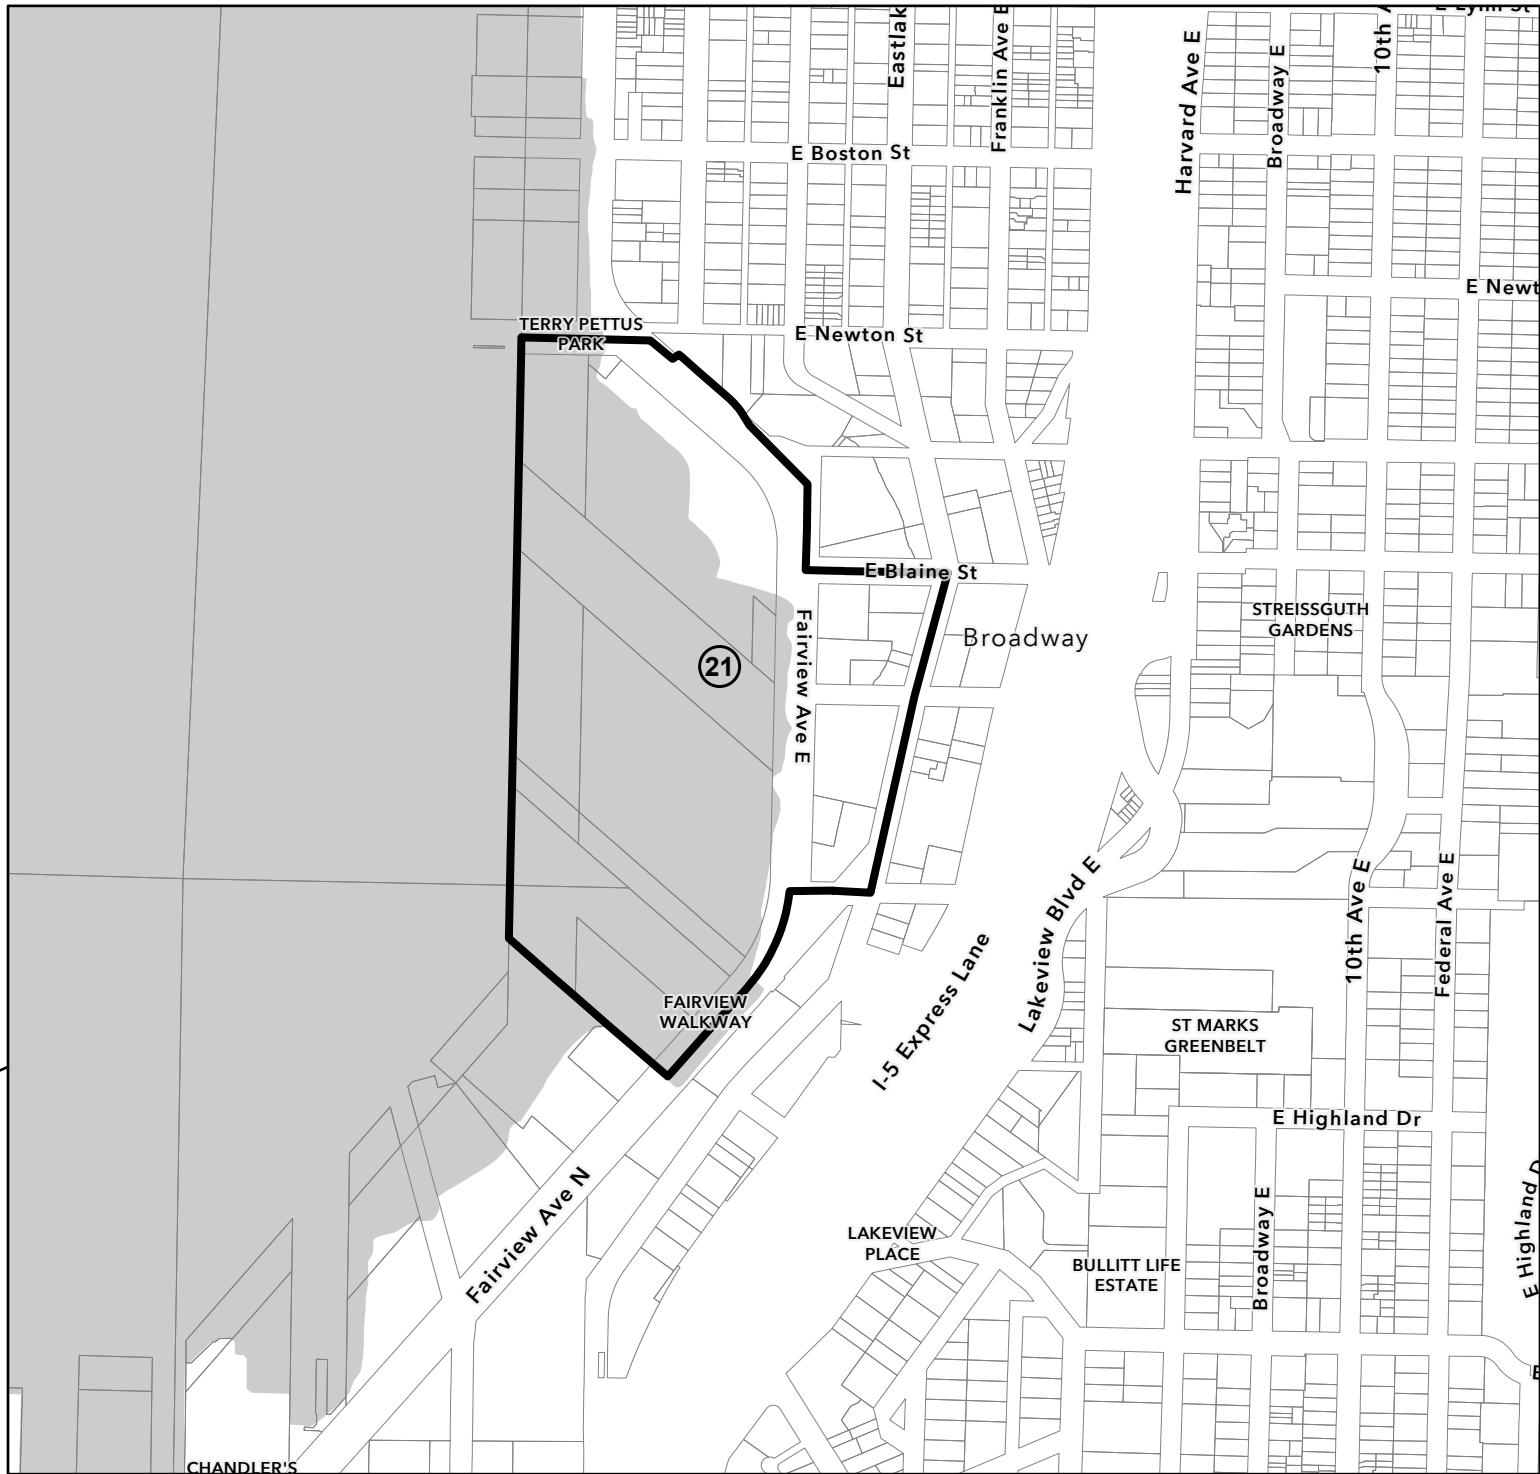 Eastlak
Franklin Ave E
Harvard Ave E
Broadway E
10th A
E Lynn St
E Boston St
E Newt
TERRY PETTUS
PARK
E Newton St
E Blaine St
STREISSGUTH
GARDENS
Broadway
21
Fairview Ave E
Lakeview Blvd E
10th Ave E
Federal Ave E
I-5 Express Lane
FAIRVIEW
WALKWAY
ST MARKS
GREENBELT
E Highland Dr
Fairview Ave N
LAKEVIEW
PLACE
BULLITT LIFE
ESTATE
Broadway E
E Highland D
CHANDLER'S